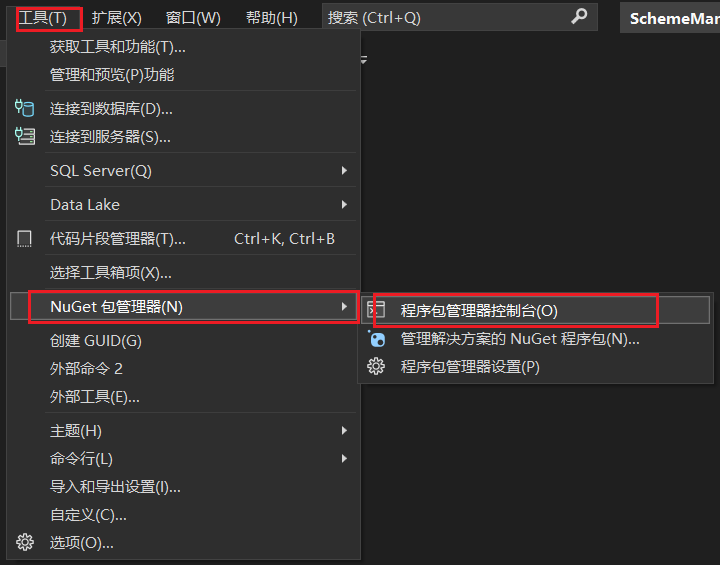 工具(T) 扩展(X) 窗口(W) 帮助(H) 搜索 (Ctrl+Q) SchemeMar
获取工具和功能(T)...
管理和预览(P)功能
连接到数据库(D)...
连接到服务器(S)...
SQL Server(Q)
Data Lake
代码片段管理器(T)... Ctrl+K, Ctrl+B
选择工具箱项(X)...
NuGet 包管理器(N)
程序包管理器控制台(O)
管理解决方案的 NuGet 程序包(N)...
程序包管理器设置(P)
创建 GUID(G)
外部命令 2
外部工具(E)...
主题(H)
命令行(L)
导入和导出设置(I)...
自定义(C)...
选项(O)...